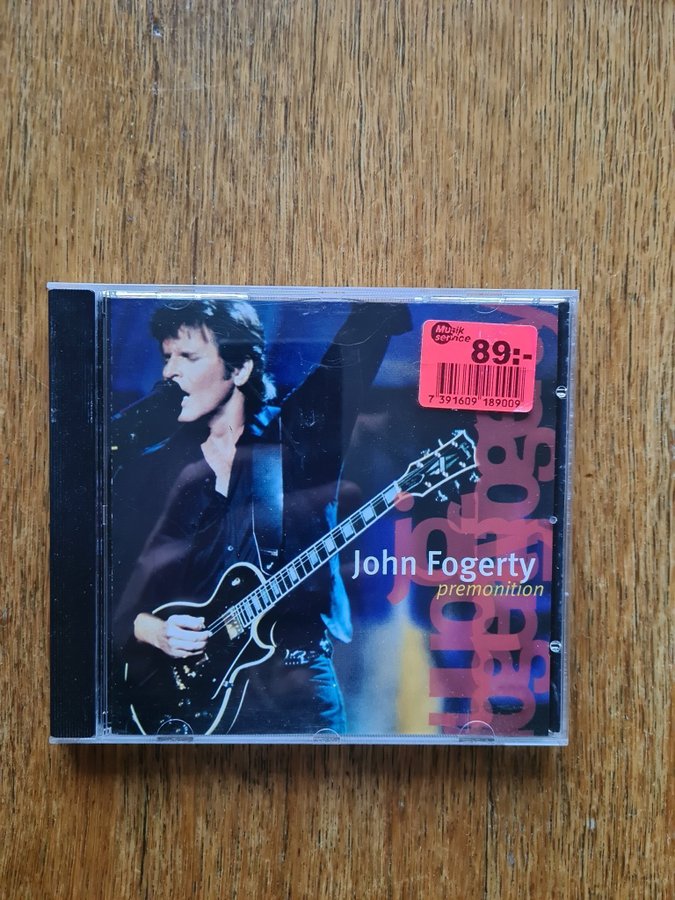 Musik
service
89:-
7 391609 189009
John Fogerty
premonition